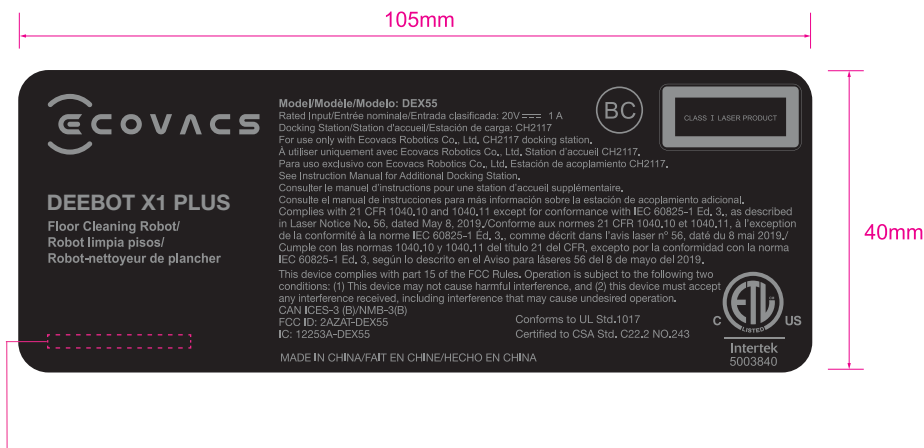 105mm
ECOVACS
DEEBOT X1 PLUS
Floor Cleaning Robot/
Robot limpia pisos/
Robot-nettoyeur de plancher
Model/Modèle/Modelo: DEX55
Rated Input/Entrée nominale/Entrada clasificada: 20V⎓ 1 A
Docking Station/Station d'accueil/Estación de carga: CH2117
For use only with Ecovacs Robotics Co., Ltd. CH2117 docking station.
À utiliser uniquement avec Ecovacs Robotics Co., Ltd. Station d'accueil CH2117.
Para uso exclusivo con Ecovacs Robotics Co., Ltd. Estación de acoplamiento CH2117.
See Instruction Manual for Additional Docking Station.
Consulter le manuel d'instructions pour une station d'accueil supplémentaire.
Consulte el manual de instrucciones para más información sobre la estación de acoplamiento adicional.
Complies with 21 CFR 1040.10 and 1040.11 except for conformance with IEC 60825-1 Ed. 3., as described
in Laser Notice No. 56, dated May 8, 2019./Conforme aux normes 21 CFR 1040.10 et 1040.11, à l'exception
de la conformité à la norme IEC 60825-1 Éd. 3., comme décrit dans l'avis laser n° 56, daté du 8 mai 2019./
Cumple con las normas 1040.10 y 1040.11 del título 21 del CFR, excepto por la conformidad con la norma
IEC 60825-1 Ed. 3, según lo descrito en el Aviso para láseres 56 del 8 de mayo del 2019.
This device complies with part 15 of the FCC Rules. Operation is subject to the following two
conditions: (1) This device may not cause harmful interference, and (2) this device must accept
any interference received, including interference that may cause undesired operation.
CAN ICES-3 (B)/NMB-3(B)
FCC ID: 2AZAT-DEX55
IC: 12253A-DEX55
Conforms to UL Std.1017
Certified to CSA Std. C22.2 NO.243
MADE IN CHINA/FAIT EN CHINE/HECHO EN CHINA
BC
CLASS I LASER PRODUCT
C ETL US
LISTED
Intertek
5003840
40mm